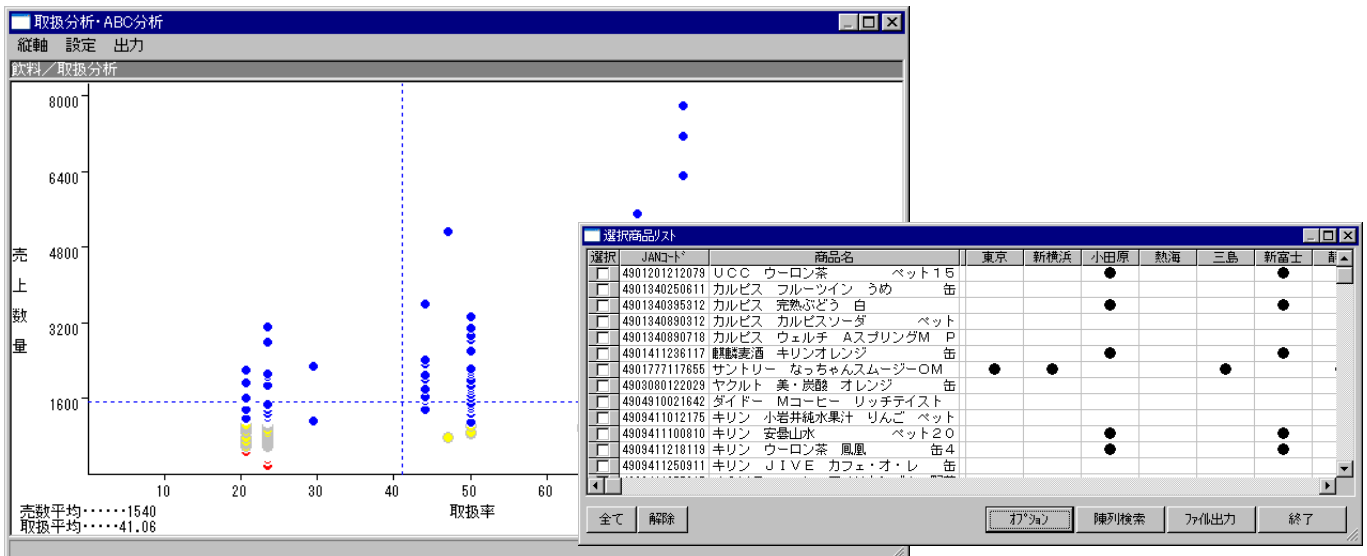 取扱分析・ABC分析
縦軸 設定 出力
飲料／取扱分析
8000
6400
4800
3200
1600
売上数量
10 20 30 40 50 60
取扱率
売数平均・・・・・・1540
取扱平均・・・・・41.06
選択商品リスト
選択 JANコード 商品名 東京 新横浜 小田原 熱海 三島 新富士
4901201212079 ＵＣＣ ウーロン茶 ペット１５
4901340250611 カルピス フルーツイン うめ 缶
4901340395312 カルピス 完熟ぶどう 白
4901340890312 カルピス カルピスソーダ ペット
4901340890718 カルピス ウェルチ ＡスプリングＭ Ｐ
4901411236117 麒麟麦酒 キリンオレンジ 缶
4901777117655 サントリー なっちゃんスムージーＯＭ
4903080122029 ヤクルト 美・炭酸 オレンジ 缶
4904910021642 ダイドー Ｍコーヒー リッチテイスト
4909411012175 キリン 小岩井純水果汁 りんご ペット
4909411100810 キリン 安曇山水 ペット２０
4909411218119 キリン ウーロン茶 凰凰 缶４
4909411250911 キリン ＪＩＶＥ カフェ・オ・レ 缶
全て 解除 オプション 陳列検索 ファイル出力 終了